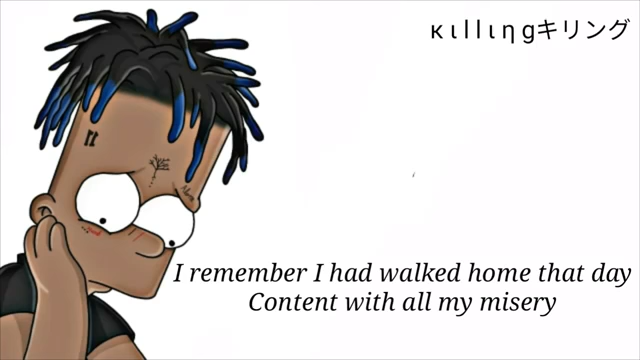 κιllιηgキリング
I remember I had walked home that day
Content with all my misery